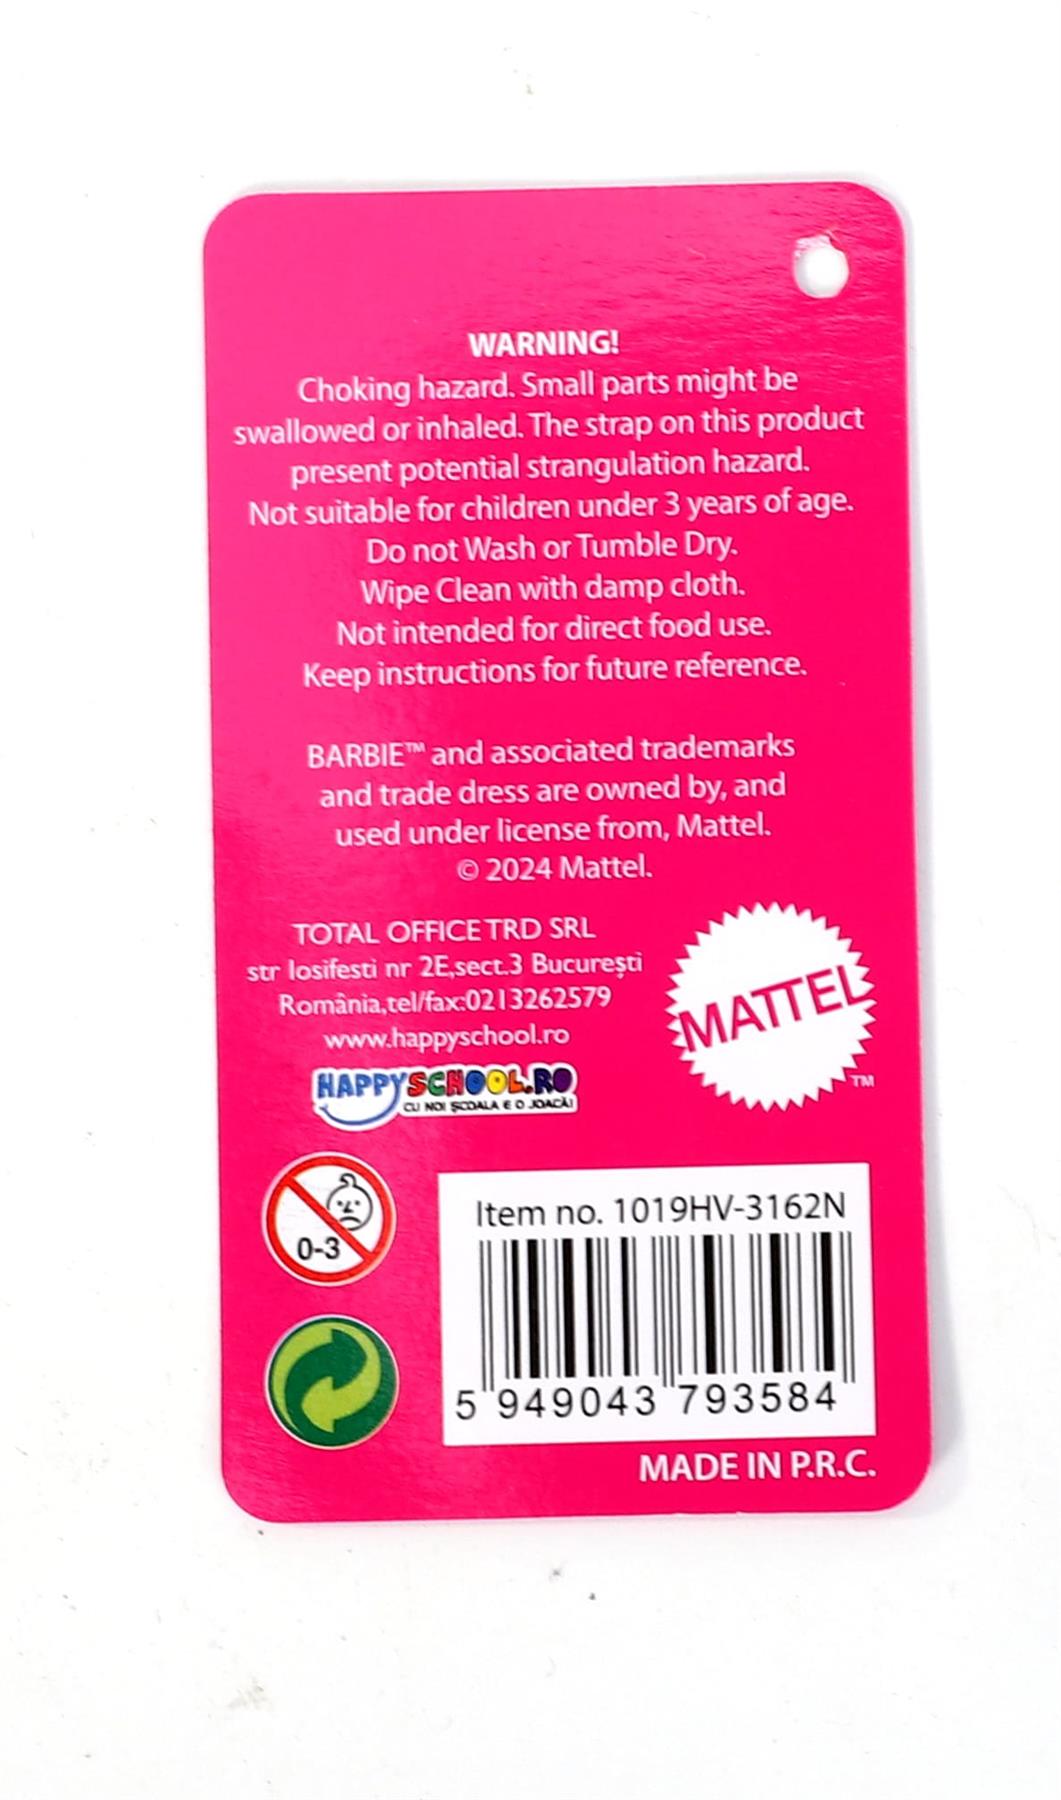 WARNING!
Choking hazard. Small parts might be
swallowed or inhaled. The strap on this product
present potential strangulation hazard.
Not suitable for children under 3 years of age.
Do not Wash or Tumble Dry.
Wipe Clean with damp cloth.
Not intended for direct food use.
Keep instructions for future reference.
BARBIE™ and associated trademarks
and trade dress are owned by, and
used under license from, Mattel.
© 2024 Mattel.
TOTAL OFFICE TRD SRL
str Iosifesti nr 2E,sect.3 București
România,tel/fax:0213262579
www.happyschool.ro
HAPPYSCHOOL.RO
CU NOI ȘCOALA E O JOACĂ!
MATTEL
TM
0-3
Item no. 1019HV-3162N
5 949043 793584
MADE IN P.R.C.